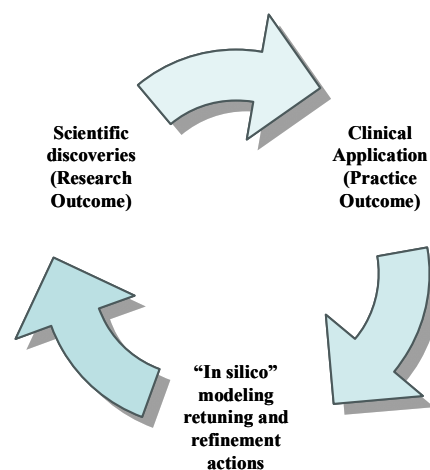 Scientific
discoveries
(Research
Outcome)
Clinical
Application
(Practice
Outcome)
“In silico”
modeling
retuning and
refinement
actions